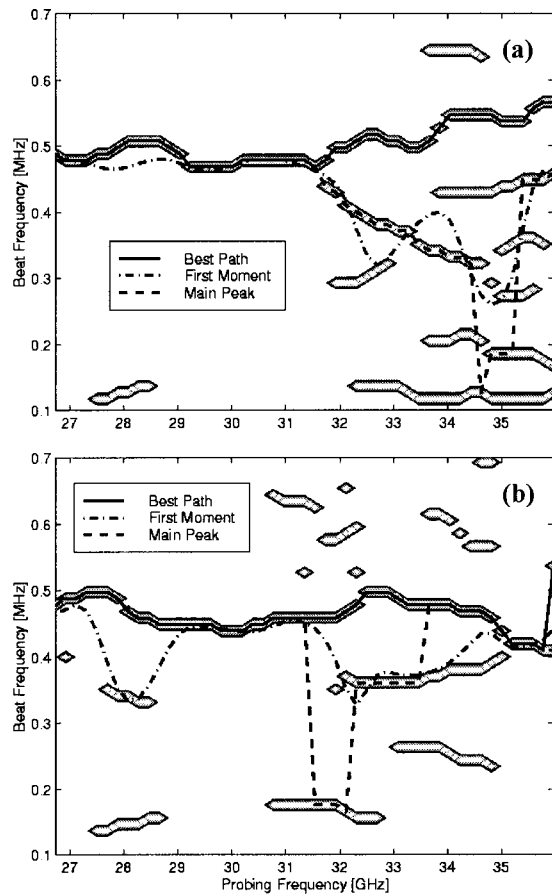 0.7
(a)
0.6
0.5
Beat Frequency [MHz]
0.4
0.3
Best Path
First Moment
Main Peak
0.2
0.1
27 28 29 30 31 32 33 34 35
0.7
(b)
Best Path
First Moment
Main Peak
0.6
0.5
Beat Frequency [MHz]
0.4
0.3
0.2
0.1
27 28 29 30 31 32 33 34 35
Probing Frequency [GHz]